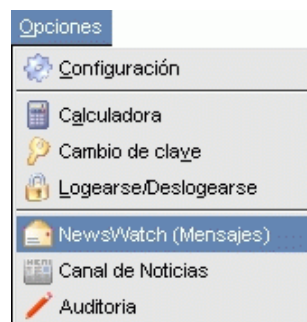 Opciones
Configuración
Calculadora
Cambio de clave
Logearse/Deslogearse
NewsWatch (Mensajes)
Canal de Noticias
Auditoria